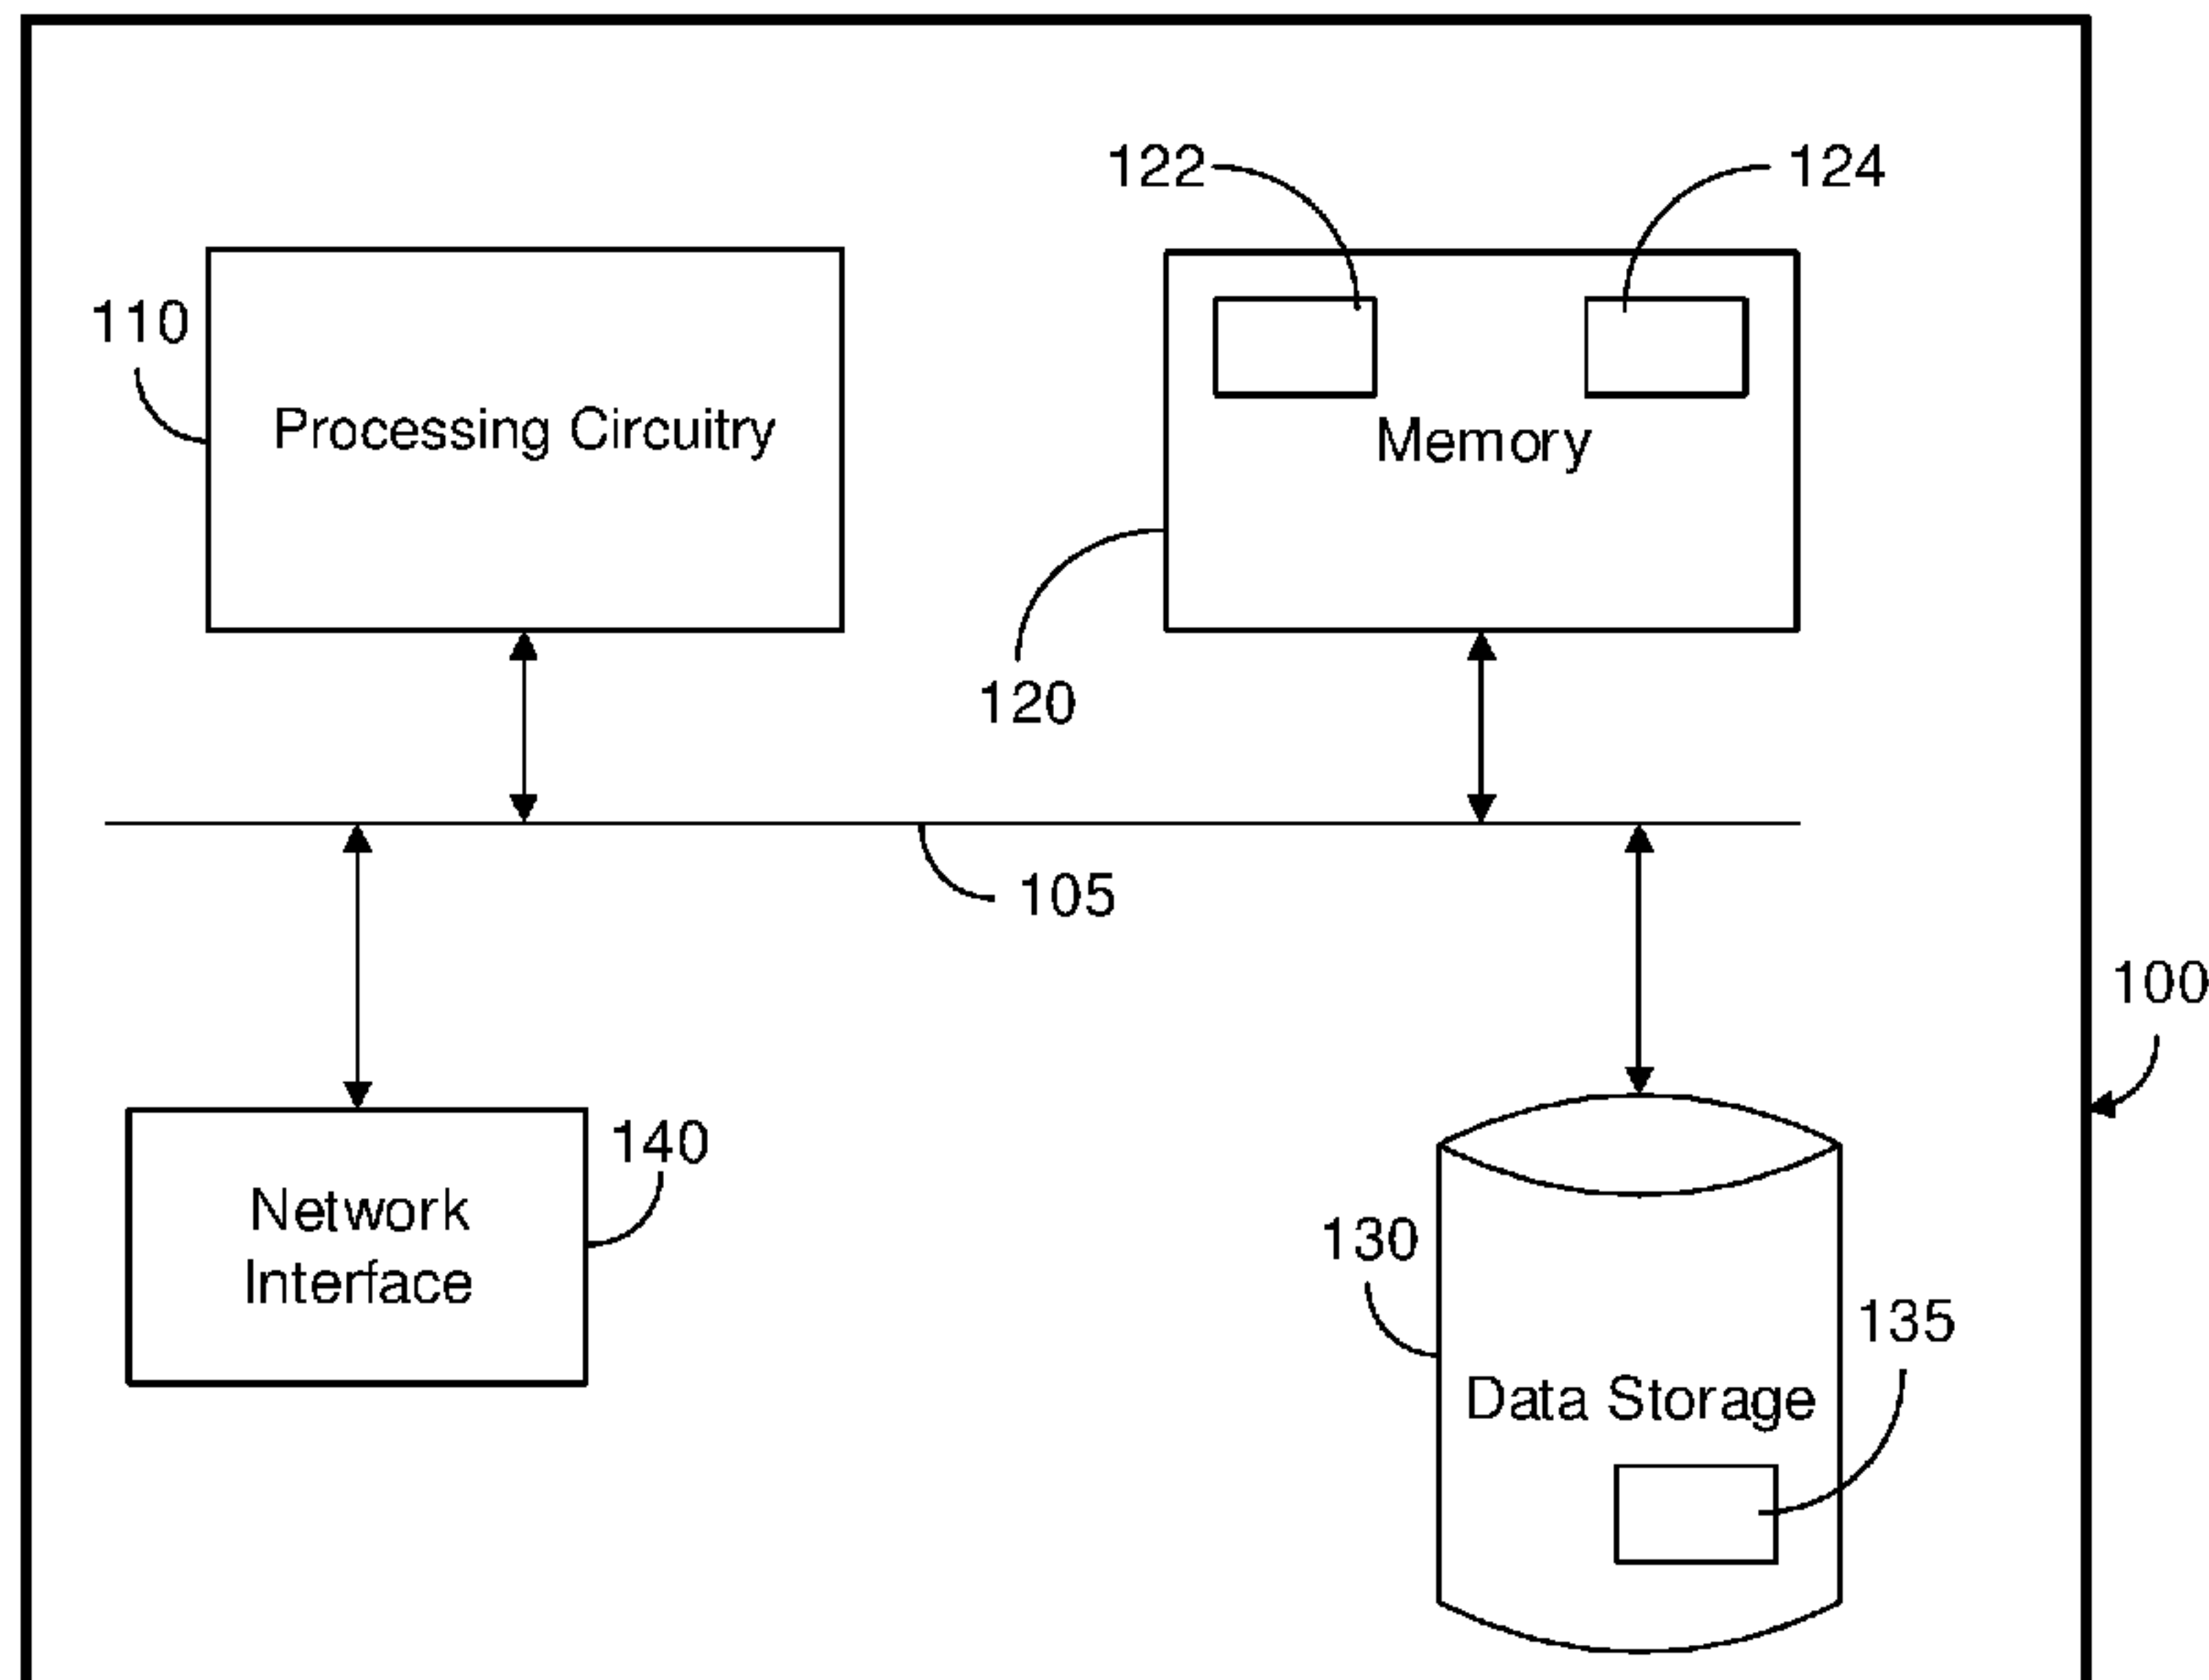 122
124
110
Processing Circuitry
Memory
120
105
100
140
Network
Interface
130
135
Data Storage